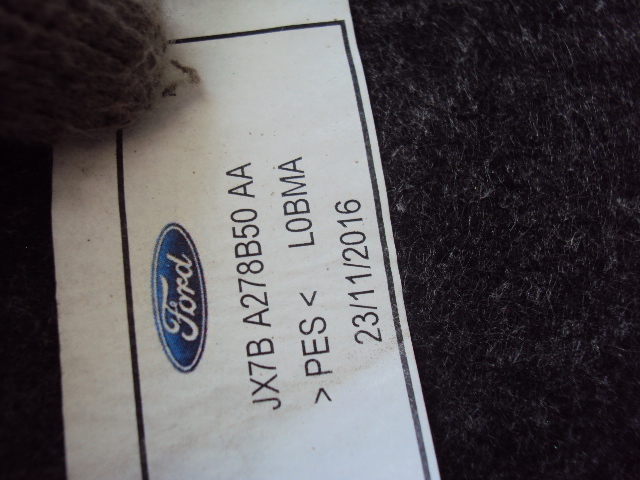 Ford
JX7B A278B50 AA
> PES < L0BMA
23/11/2016